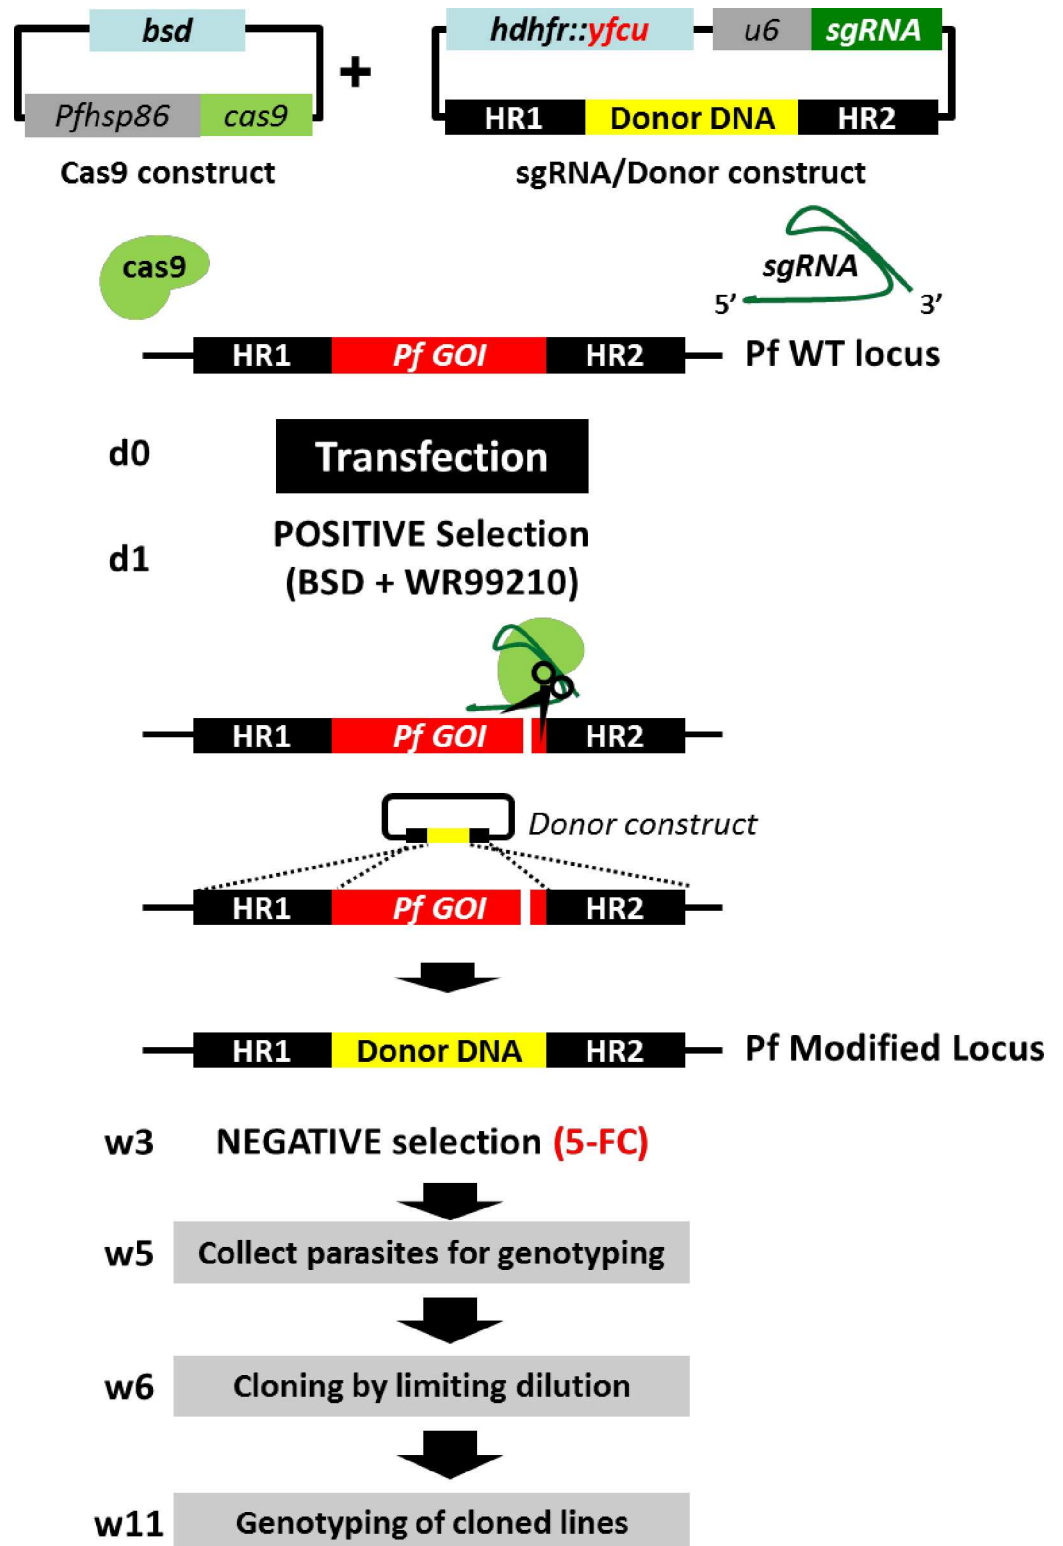 bsd
hdhfr::yfcu u6 sgRNA
+
Pfhsp86 cas9
HR1 Donor DNA HR2
Cas9 construct
sgRNA/Donor construct
cas9
sgRNA
5’ 3’
HR1 Pf GOI HR2 Pf WT locus
d0 Transfection
d1 POSITIVE Selection
(BSD + WR99210)
HR1 Pf GOI HR2
Donor construct
HR1 Pf GOI HR2
HR1 Donor DNA HR2 Pf Modified Locus
w3 NEGATIVE selection (5-FC)
w5 Collect parasites for genotyping
w6 Cloning by limiting dilution
w11 Genotyping of cloned lines